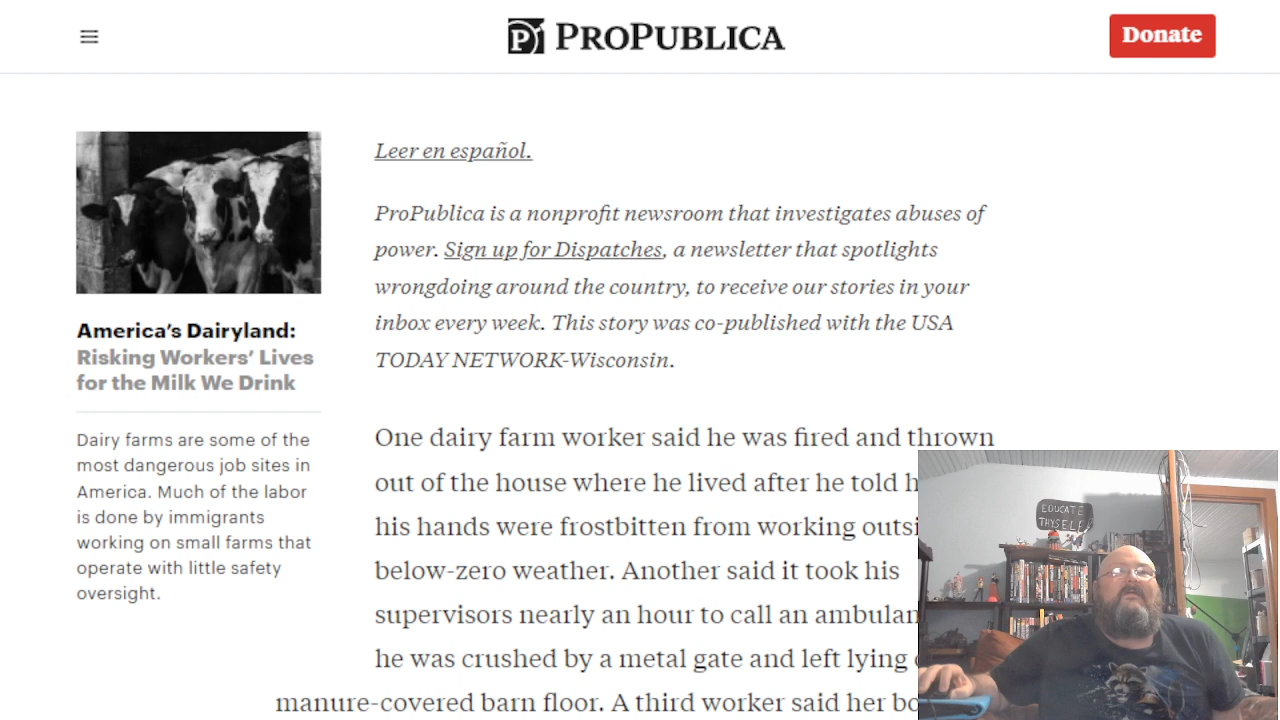 PROPUBLICA
Donate
Leer en español.
ProPublica is a nonprofit newsroom that investigates abuses of
power. Sign up for Dispatches, a newsletter that spotlights
wrongdoing around the country, to receive our stories in your
inbox every week. This story was co-published with the USA
TODAY NETWORK-Wisconsin.
America's Dairyland:
Risking Workers' Lives
for the Milk We Drink
Dairy farms are some of the
most dangerous job sites in
America. Much of the labor
is done by immigrants
working on small farms that
operate with little safety
oversight.
One dairy farm worker said he was fired and thrown
out of the house where he lived after he told
his hands were frostbitten from working
below-zero weather. Another said it took his
supervisors nearly an hour to call an
he was crushed by a metal gate and left lying
manure-covered barn floor. A third worker said her
EDUCATE
THYSELF